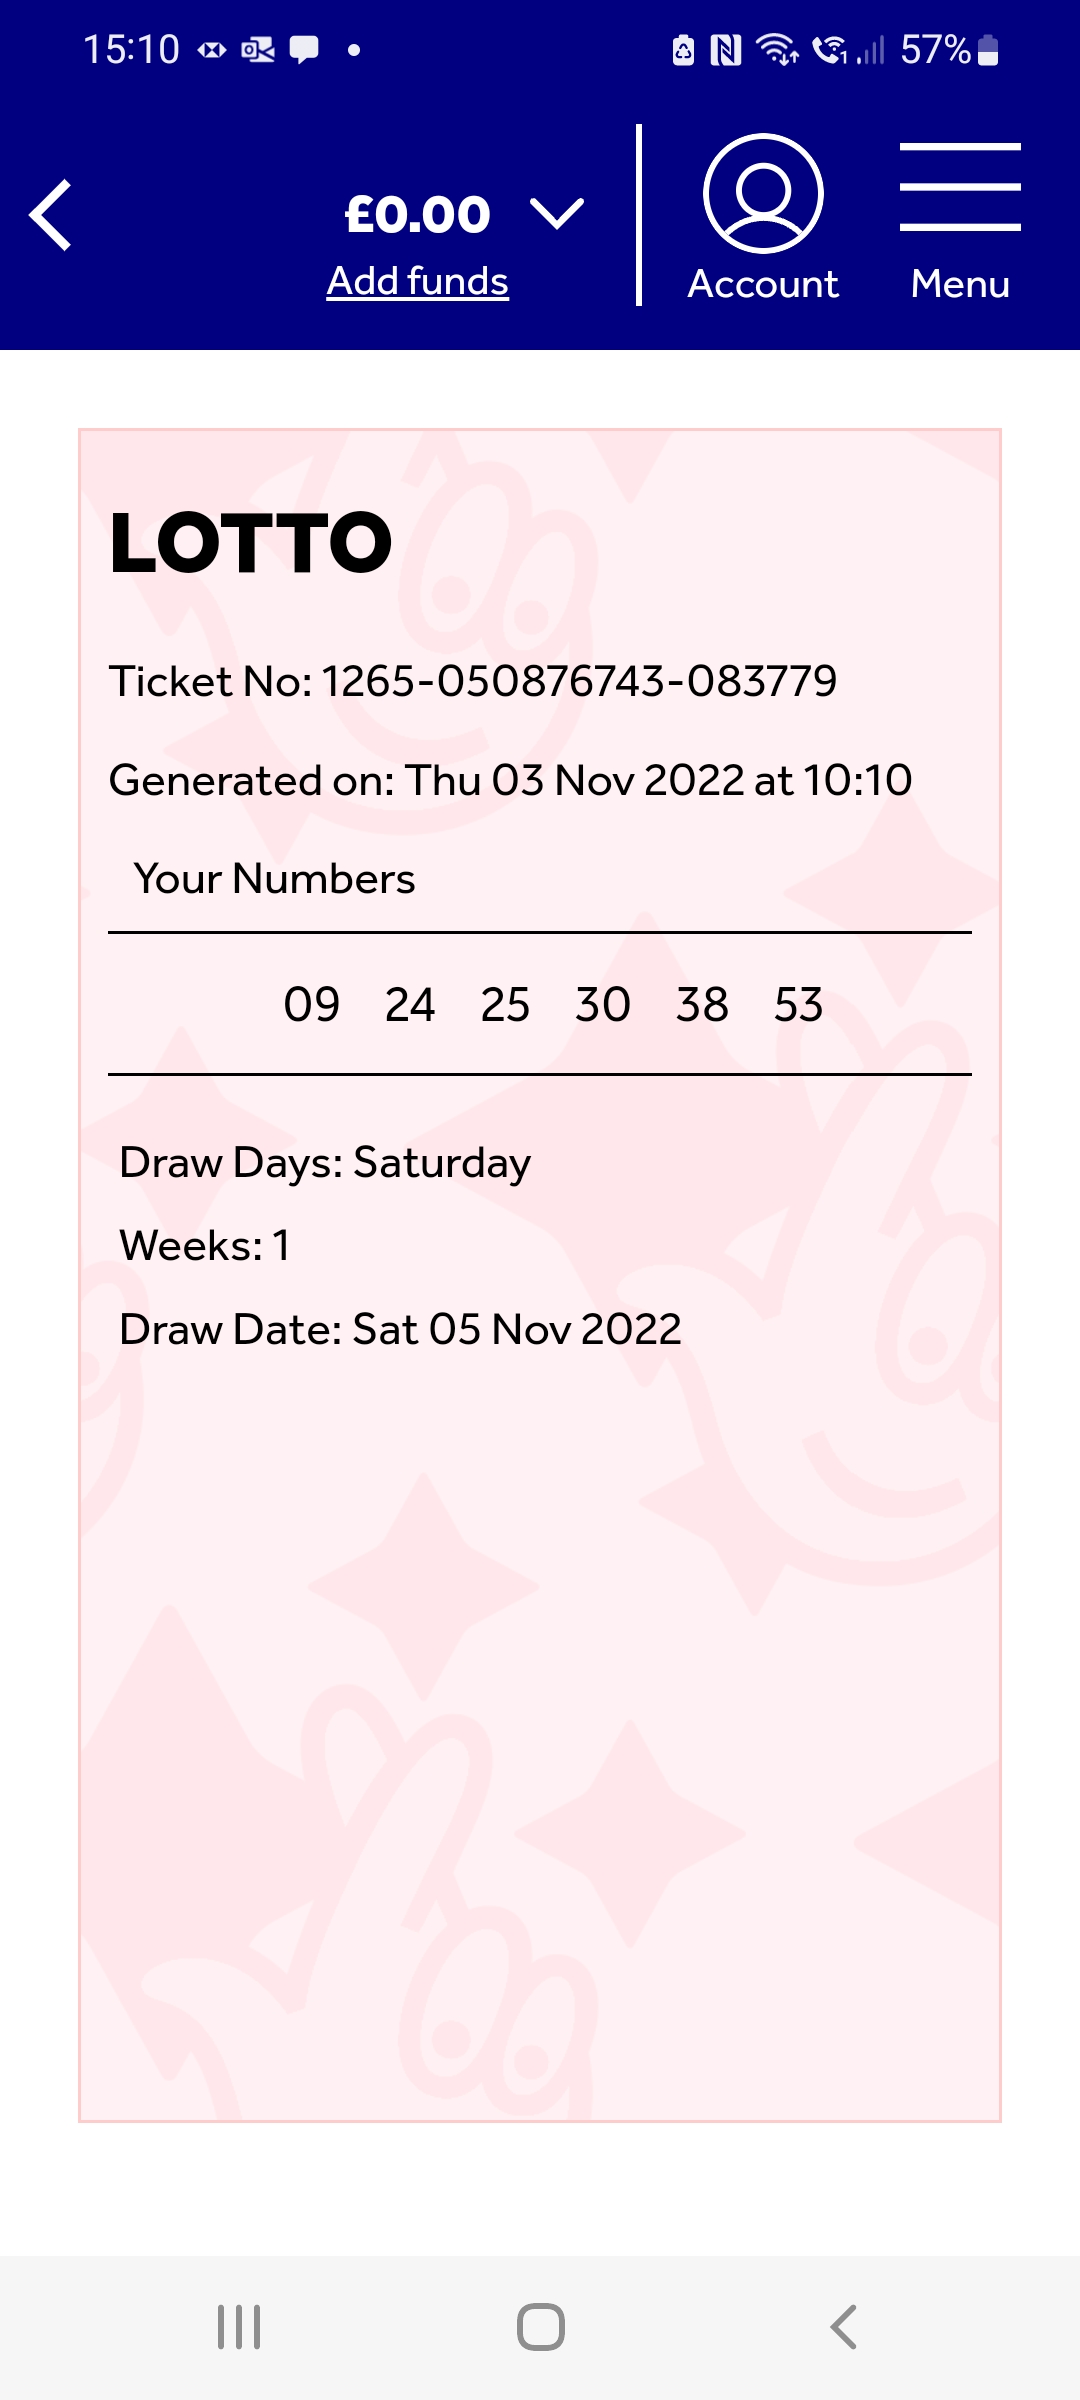 15:10 57%
£0.00
Add funds
Account
Menu
LOTTO
Ticket No: 1265-050876743-083779
Generated on: Thu 03 Nov 2022 at 10:10
Your Numbers
09 24 25 30 38 53
Draw Days: Saturday
Weeks: 1
Draw Date: Sat 05 Nov 2022